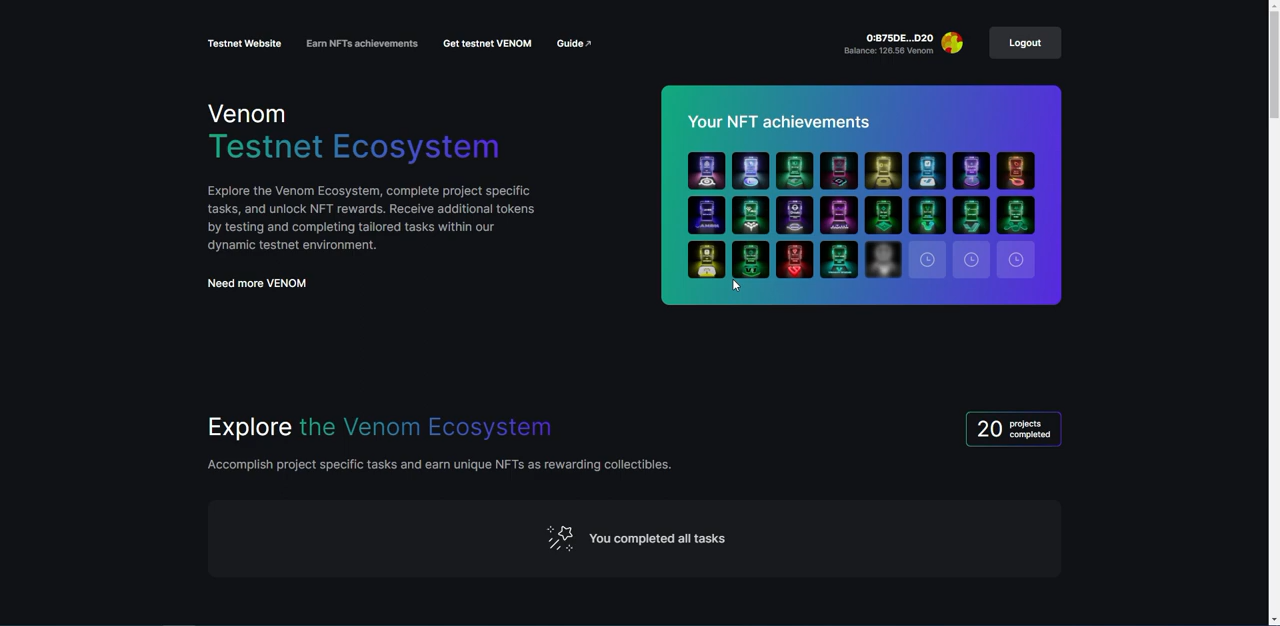 Testnet Website
Earn NFTs achievements
Get testnet VENOM
Guide↗
0:B75DE...D20
Balance: 126.56 Venom
Logout
Venom
Testnet Ecosystem
Explore the Venom Ecosystem, complete project specific
tasks, and unlock NFT rewards. Receive additional tokens
by testing and completing tailored tasks within our
dynamic testnet environment.
Need more VENOM
Your NFT achievements
Explore the Venom Ecosystem
20 projects
completed
Accomplish project specific tasks and earn unique NFTs as rewarding collectibles.
You completed all tasks